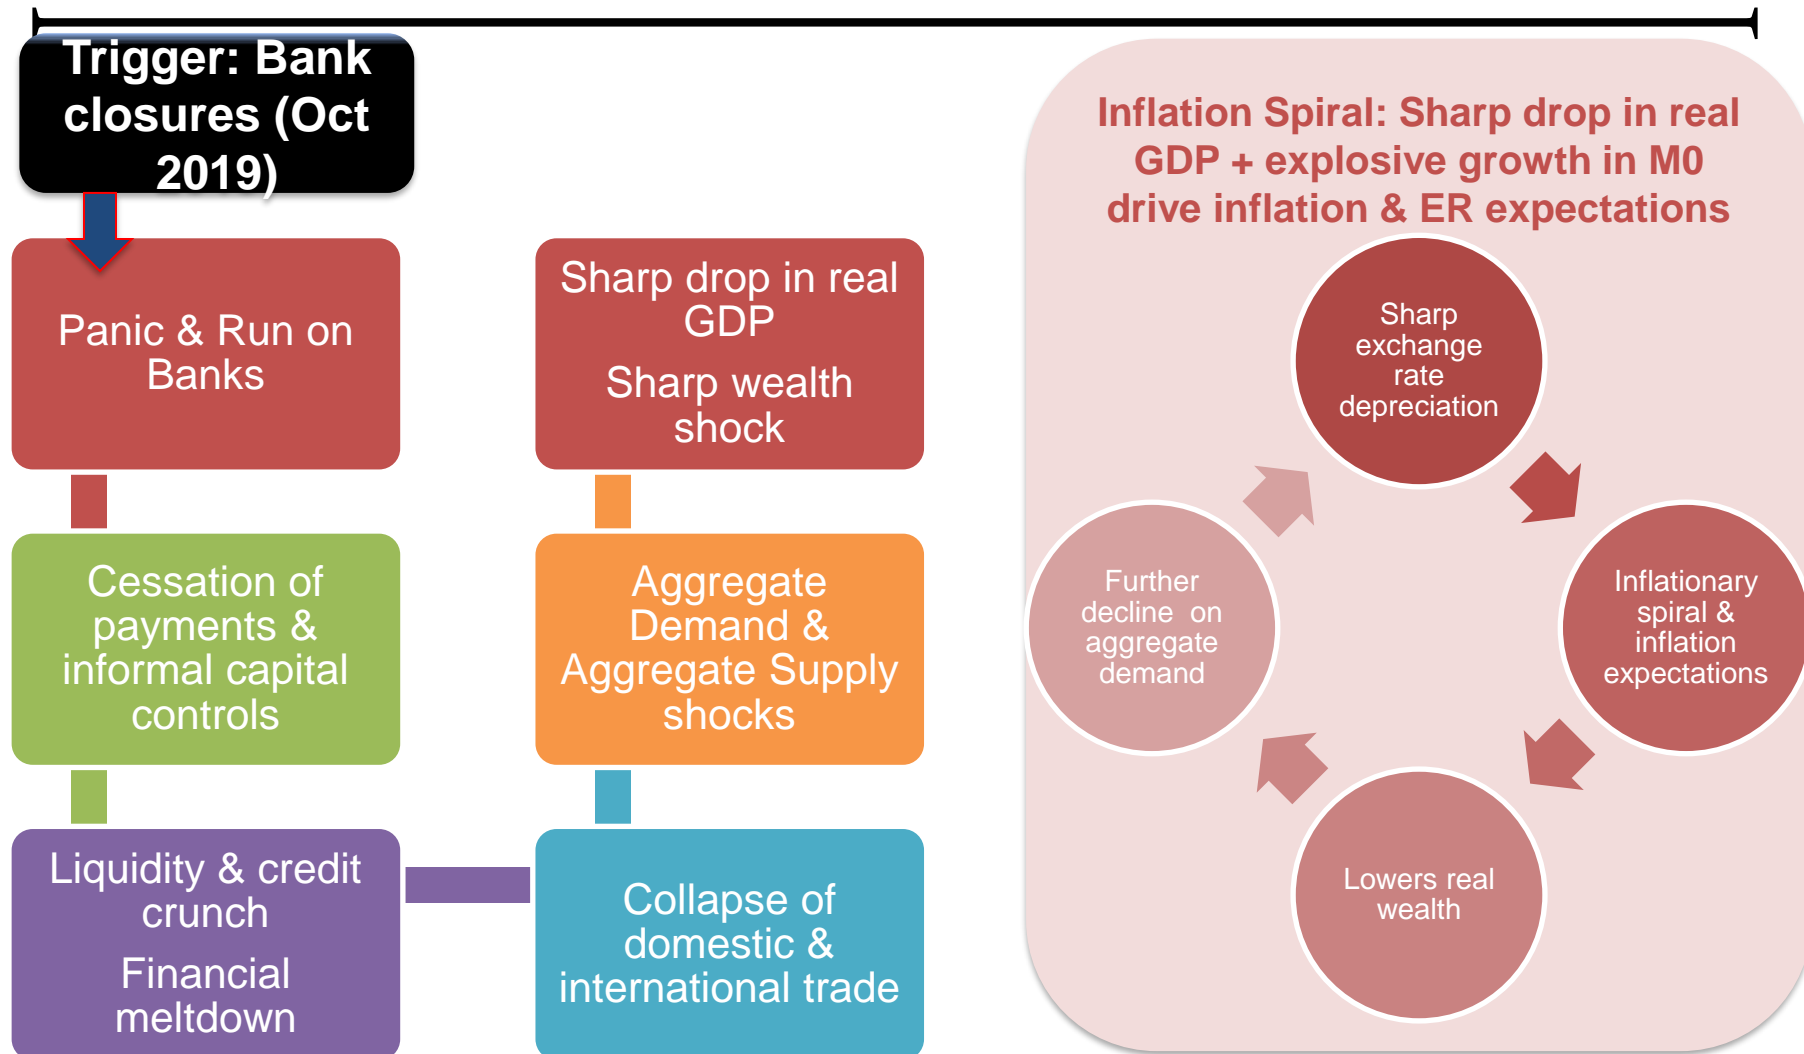 Trigger: Bank
closures (Oct
2019)
Panic & Run on
Banks
Cessation of
payments &
informal capital
controls
Liquidity & credit
crunch
Financial
meltdown
Collapse of
domestic &
international trade
Aggregate
Demand &
Aggregate Supply
shocks
Sharp drop in real
GDP
Sharp wealth
shock
Inflation Spiral: Sharp drop in real
GDP + explosive growth in M0
drive inflation & ER expectations
Sharp
exchange
rate
depreciation
Inflationary
spiral &
inflation
expectations
Lowers real
wealth
Further
decline  on
aggregate
demand